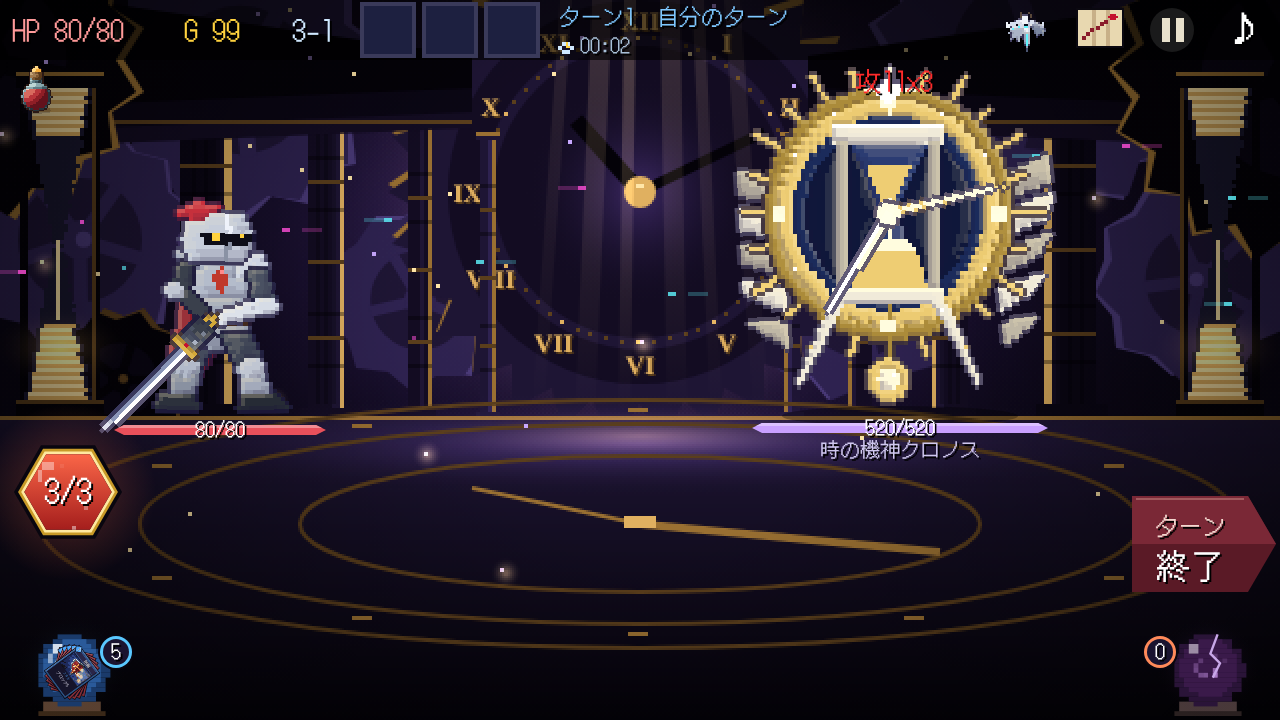 HP 80/80
G 99
3-1
ターン1 自分のターン
00:02
XII
XI
I
X
II
IX
VIII
VII
VI
V
攻11x3
80/80
520/520
時の機神クロノス
3/3
ターン
終了
5
0